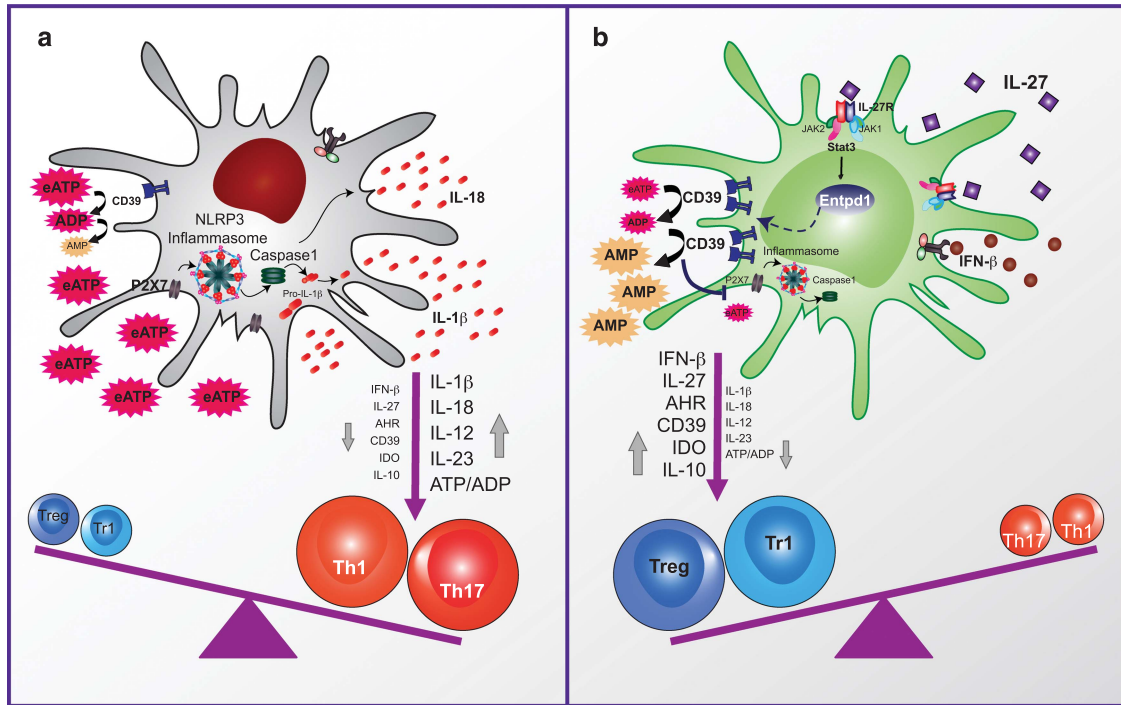 a
eATP
CD39
ADP
AMP
eATP
P2X7
eATP
eATP
eATP
eATP
NLRP3
Inflammasome
Caspase1
Pro-IL-1β
IL-18
IL-1β
IFN-β
IL-27
AHR
CD39
IDO
IL-10
IL-1β
IL-18
IL-12
IL-23
ATP/ADP
Treg
Tr1
Th1
Th17
b
IL-27
IL-27R
JAK2
JAK1
Stat3
Entpd1
eATP
CD39
ADP
CD39
AMP
AMP
AMP
Inflammasome
P2X7
Caspase1
eATP
IFN-β
IFN-β
IL-27
AHR
CD39
IDO
IL-10
IL-1β
IL-18
IL-12
IL-23
ATP/ADP
Treg
Tr1
Th17
Th1